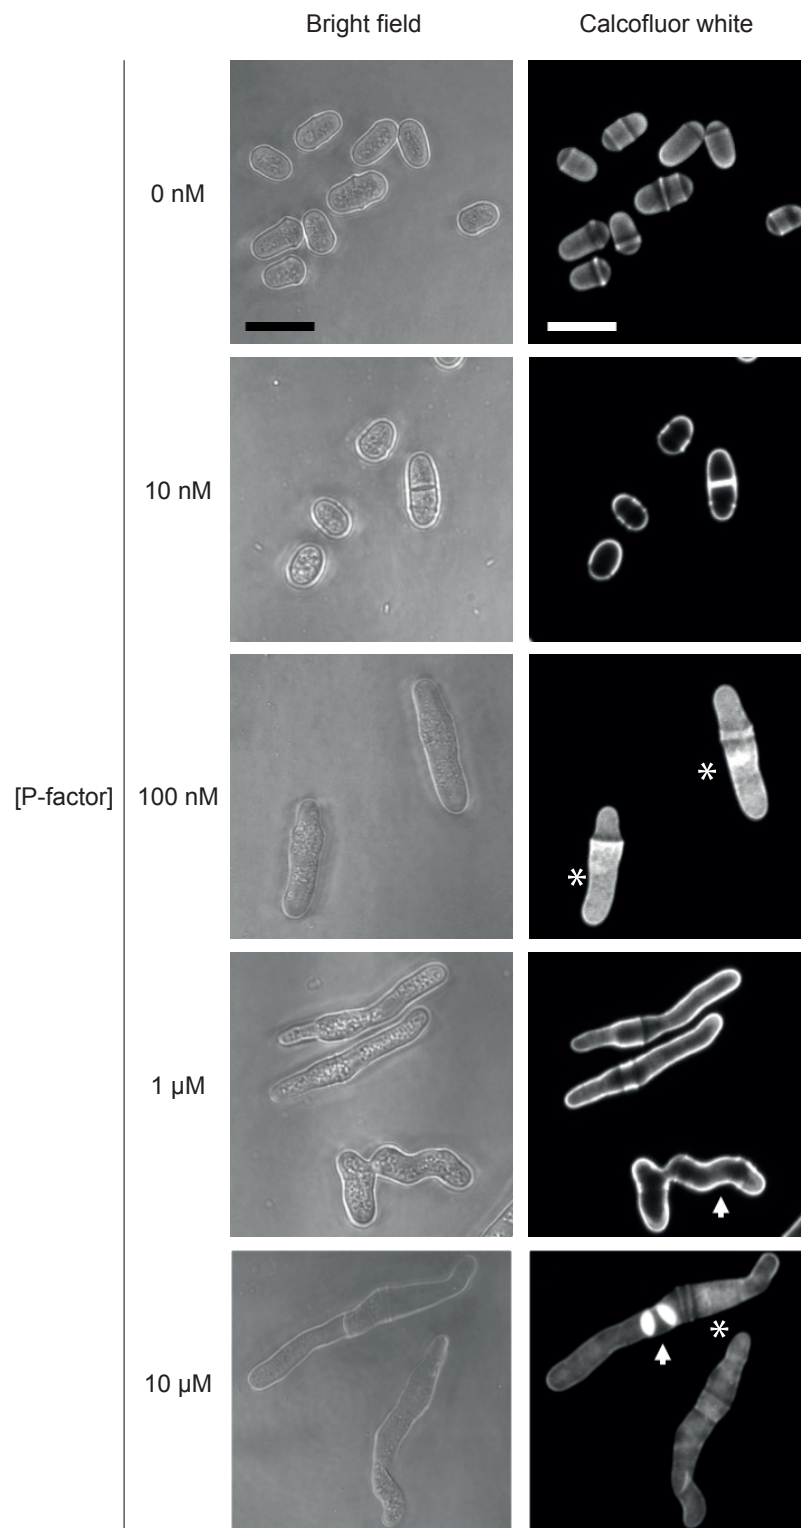 Bright field
Calcofluor white
0 nM
10 nM
[P-factor]
100 nM
*
*
1 µM
10 µM
*